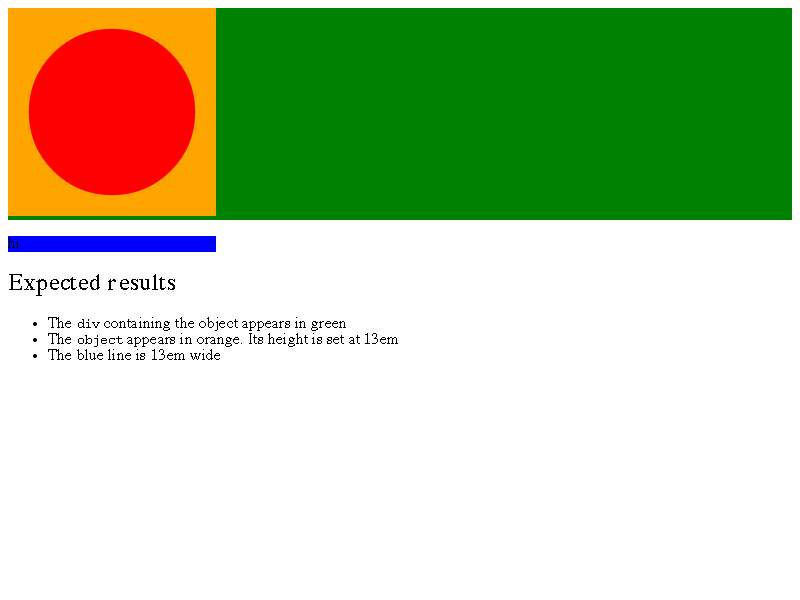 Expected results
The div containing the object appears in green
The object appears in orange. Its height is set at 13em
The blue line is 13em wide